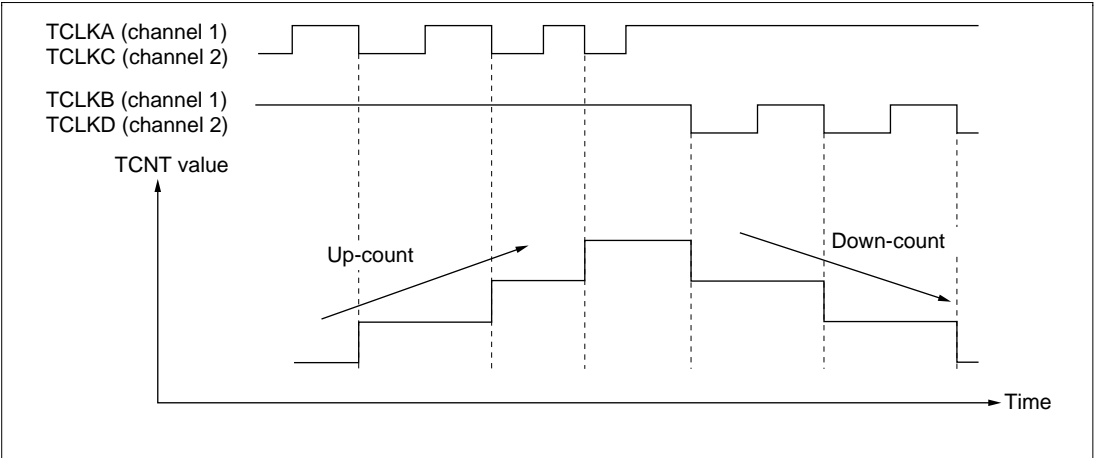 TCLKA (channel 1)
TCLKC (channel 2)
TCLKB (channel 1)
TCLKD (channel 2)
TCNT value
Up-count
Down-count
Time